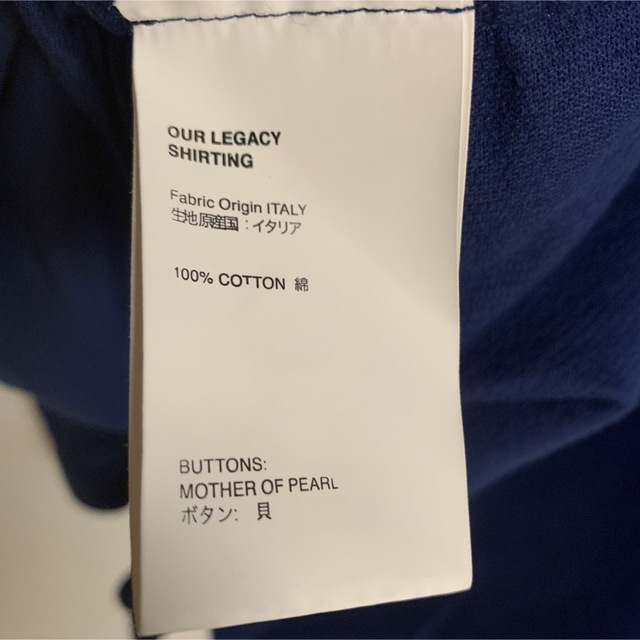 OUR LEGACY
SHIRTING
Fabric Origin ITALY
生地原産国 : イタリア
100% COTTON 綿
BUTTONS:
MOTHER OF PEARL
ボタン: 貝